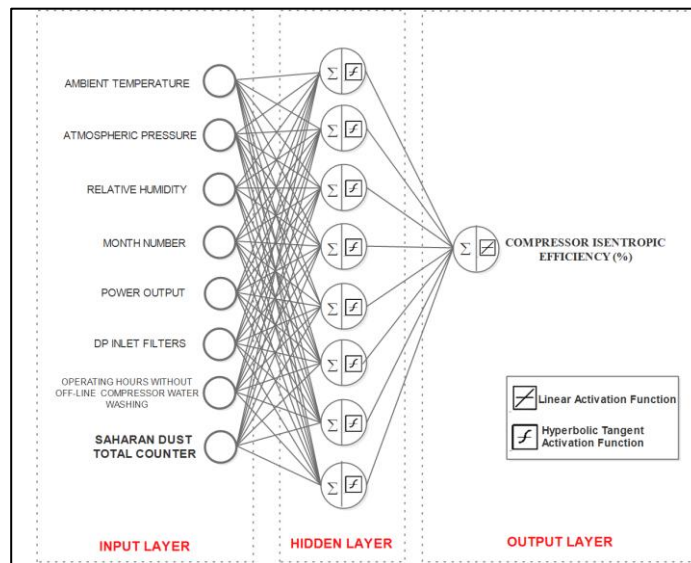 AMBIENT TEMPERATURE
ATMOSPHERIC PRESSURE
RELATIVE HUMIDITY
MONTH NUMBER
POWER OUTPUT
DP INLET FILTERS
OPERATING HOURS WITHOUT
OFF-LINE COMPRESSOR WATER
WASHING
SAHARAN DUST
TOTAL COUNTER
INPUT LAYER
Σ f
Σ f
Σ f
Σ f
Σ f
Σ f
Σ f
Σ f
HIDDEN LAYER
Σ
COMPRESSOR ISENTROPIC
EFFICIENCY (%)
Linear Activation Function
f Hyperbolic Tangent
Activation Function
OUTPUT LAYER